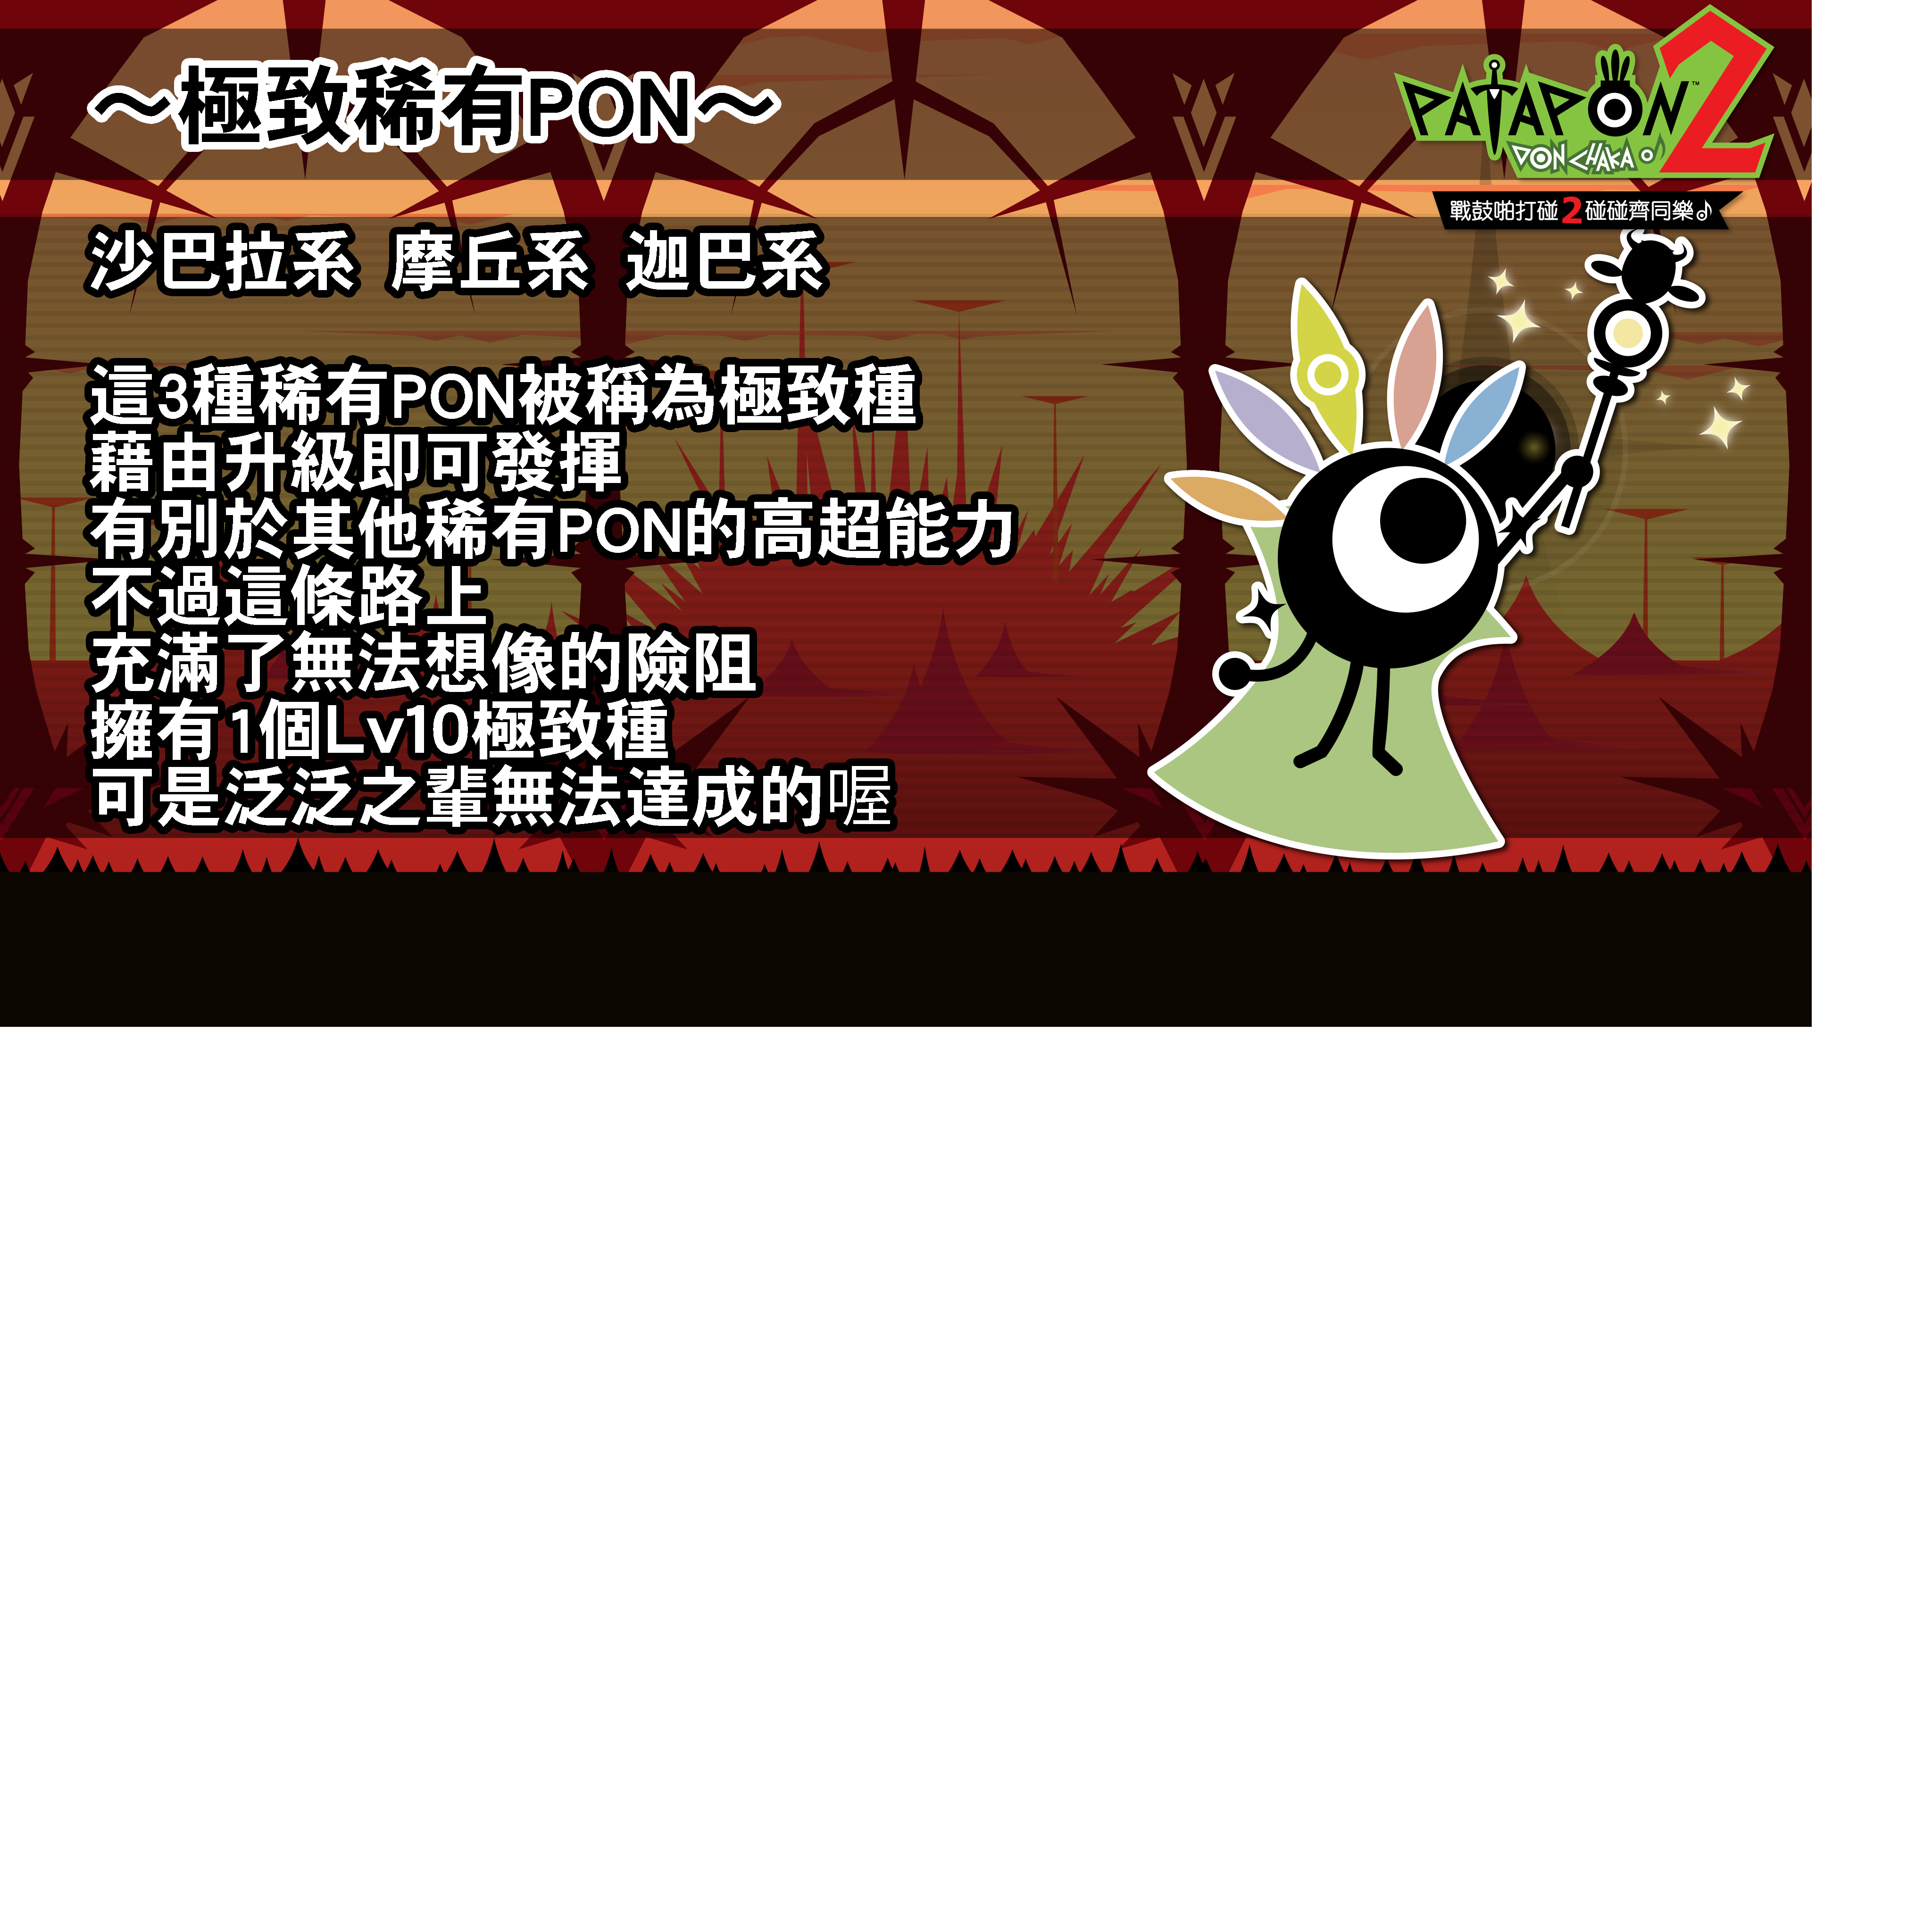 ～極致稀有PON～
PATAPON 2™
DON CHAKA♪
戰鼓啪打碰2碰碰齊同樂♪
沙巴拉系 摩丘系 迦巴系
這3種稀有PON被稱為極致種
藉由升級即可發揮
有別於其他稀有PON的高超能力
不過這條路上
充滿了無法想像的險阻
擁有1個Lv10極致種
可是泛泛之輩無法達成的喔